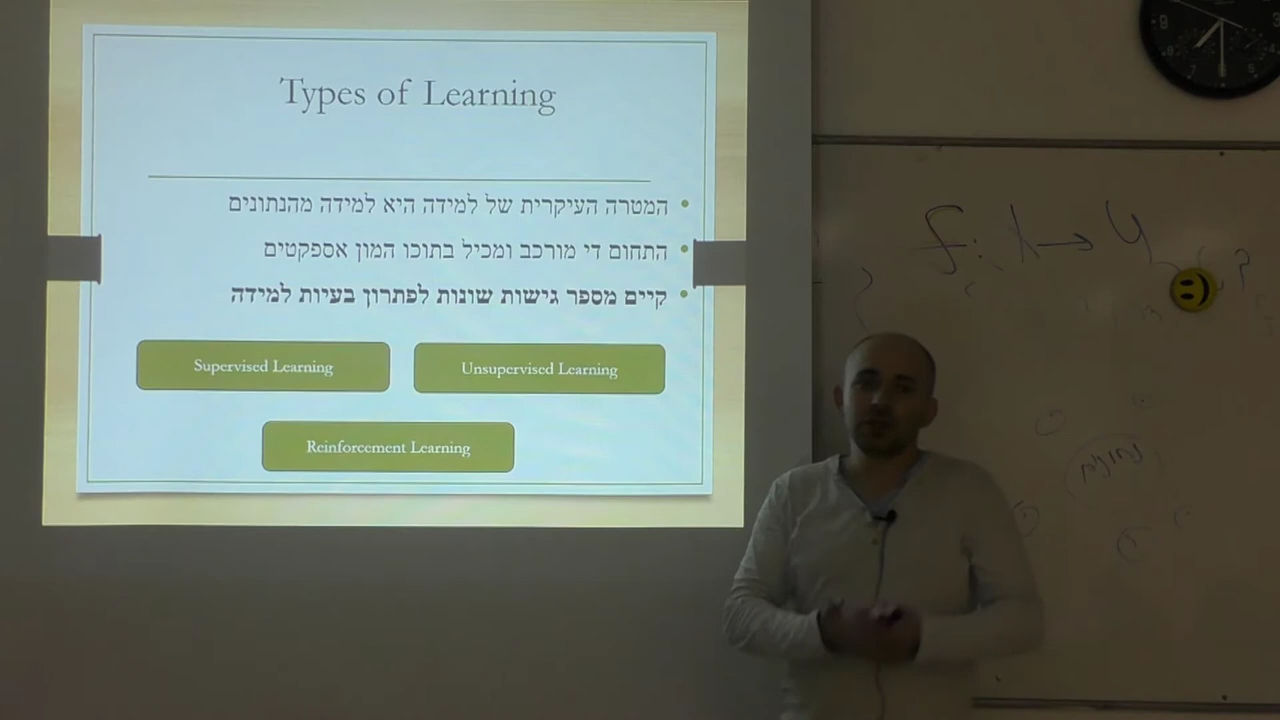 Types of Learning
המטרה העיקרית של למידה היא למידה מהנתונים
התחום די מורכב ומכיל בתוכו המון אספקטים
קיים מספר גישות שונות לפתרון בעיות למידה
Supervised Learning
Unsupervised Learning
Reinforcement Learning
f: X → Y
?